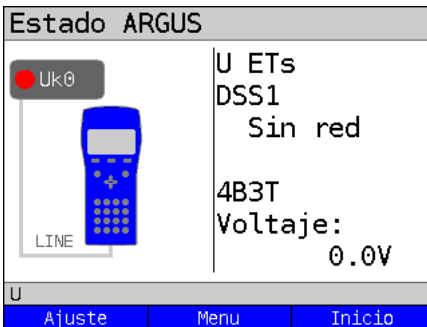 Estado ARGUS
Uk0
LINE
U ETs
DSS1
Sin red
4B3T
Voltaje:
0.0V
U
Ajuste Menu Inicio